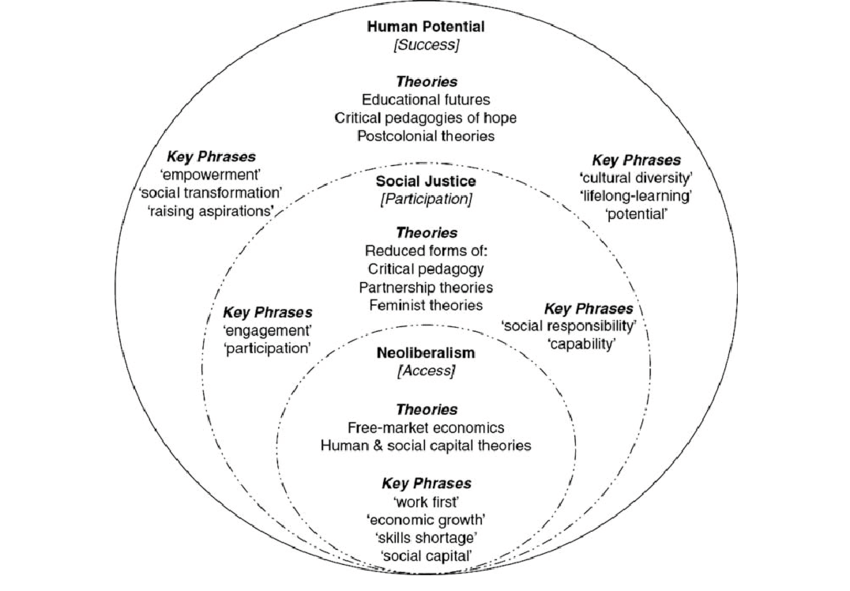 Human Potential
[Success]
Theories
Educational futures
Critical pedagogies of hope
Postcolonial theories
Key Phrases
‘empowerment’
‘social transformation’
‘raising aspirations’
Key Phrases
‘cultural diversity’
‘lifelong-learning’
‘potential”
Social Justice
[Participation]
Theories
Reduced forms of:
Critical pedagogy
Partnership theories
Feminist theories
Key Phrases
‘engagement’
‘participation’
Key Phrases
‘social responsibility’
‘capability’
Neoliberalism
[Access]
Theories
Free-market economics
Human & social capital theories
Key Phrases
‘work first’
‘economic growth’
‘skills shortage’
‘social capital’